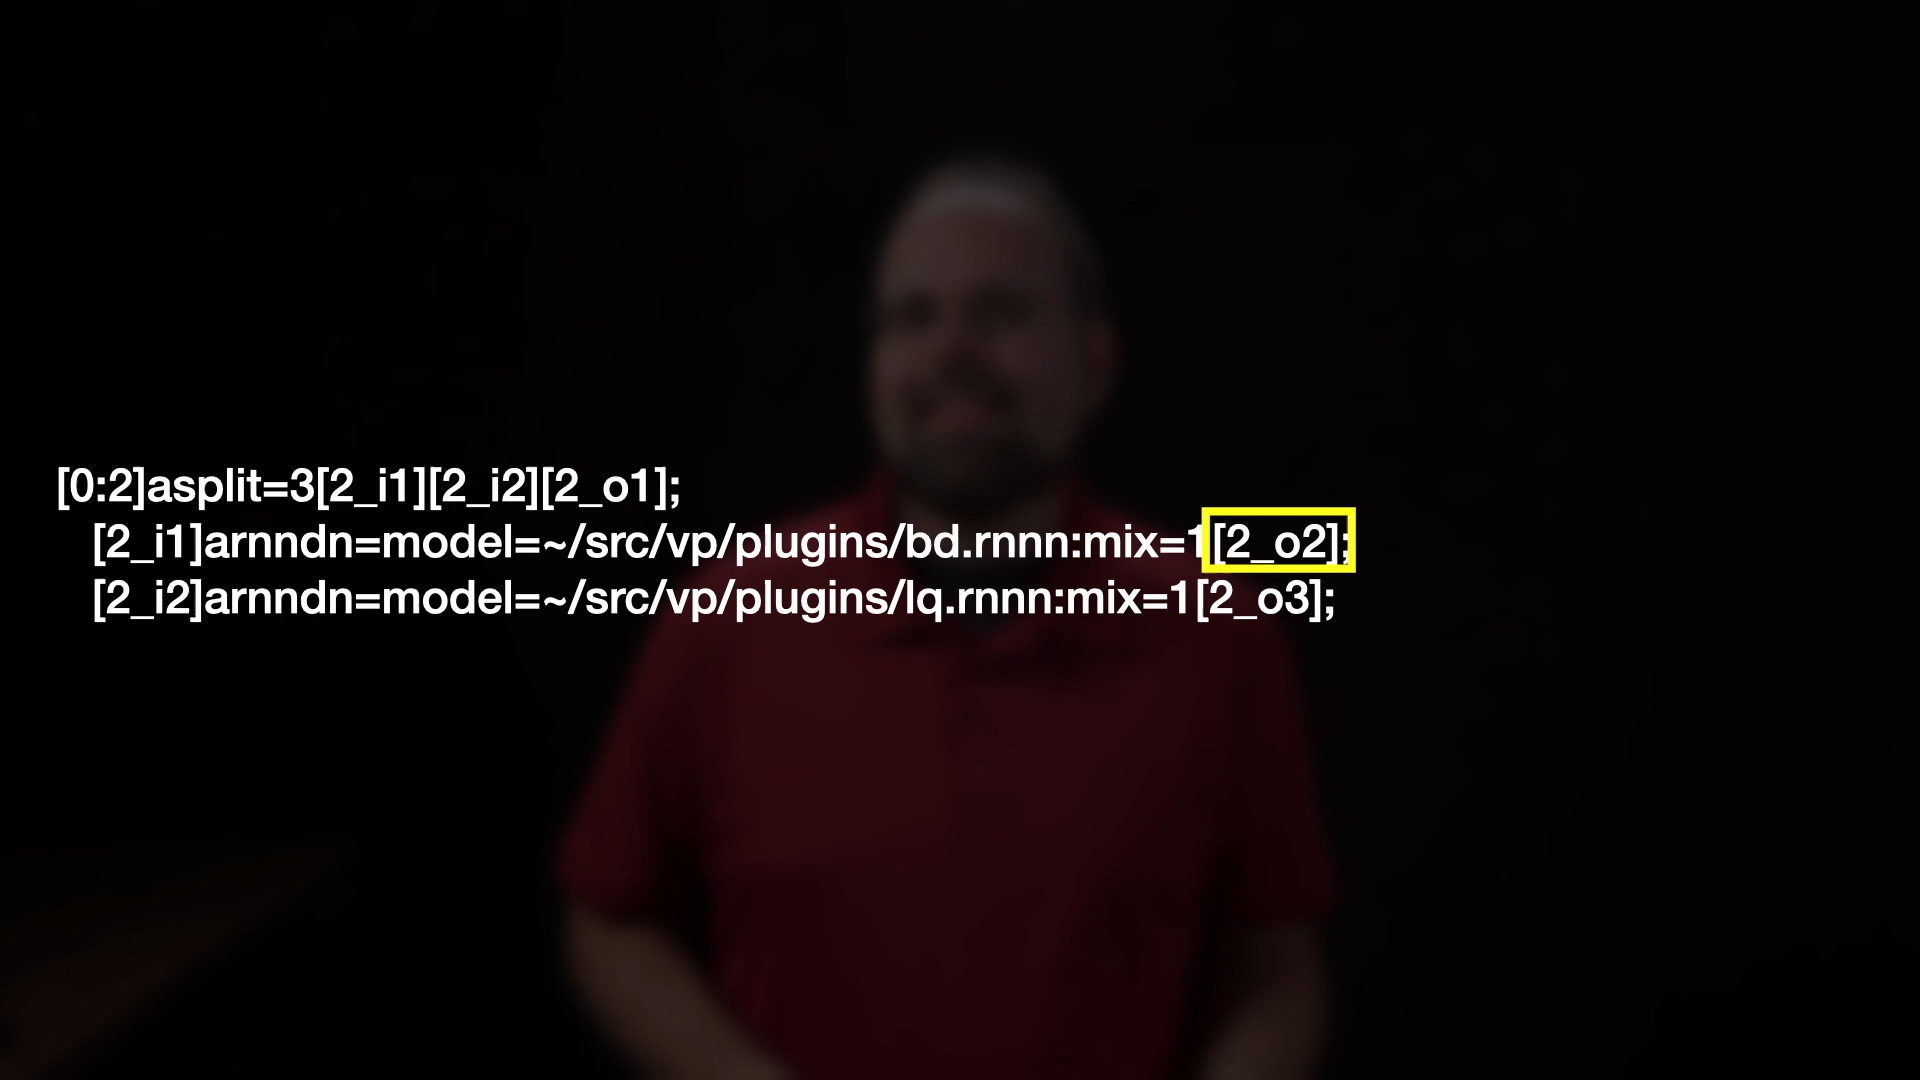 [0:2]asplit=3[2_i1][2_i2][2_o1];
[2_i1]arnndn=model=~/src/vp/plugins/bd.rnnn:mix=1[2_o2];
[2_i2]arnndn=model=~/src/vp/plugins/lq.rnnn:mix=1[2_o3];